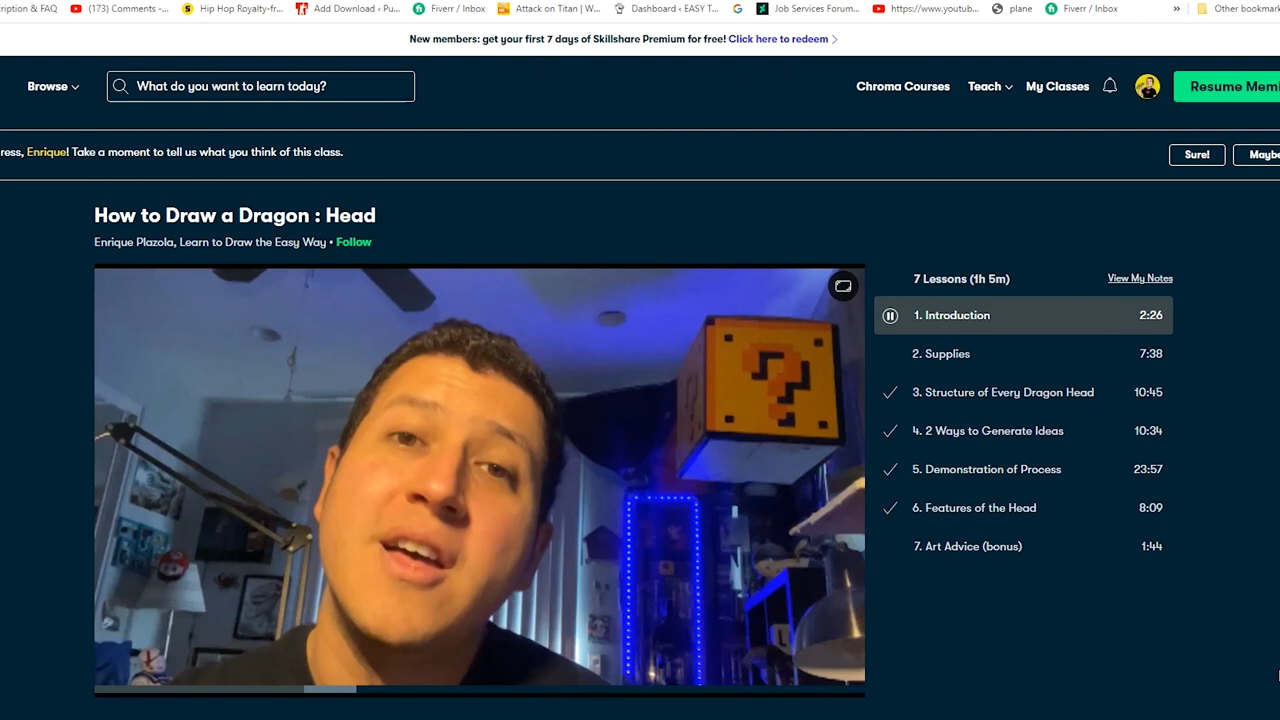 ription & FAQ
(173) Comments -
Hip Hop Royalty-fr...
Add Download ‹ Pu...
Fiverr / Inbox
Attack on Titan | W...
Dashboard ‹ EASY T...
Job Services Forum...
https://www.youtub...
plane
Fiverr / Inbox
»
Other bookmar
New members: get your first 7 days of Skillshare Premium for free! Click here to redeem >
Browse
What do you want to learn today?
Chroma Courses
Teach
My Classes
Resume Mem
ress, Enrique! Take a moment to tell us what you think of this class.
Sure!
Maybe
How to Draw a Dragon : Head
Enrique Plazola, Learn to Draw the Easy Way • Follow
7 Lessons (1h 5m)
View My Notes
1. Introduction 2:26
2. Supplies 7:38
3. Structure of Every Dragon Head 10:45
4. 2 Ways to Generate Ideas 10:34
5. Demonstration of Process 23:57
6. Features of the Head 8:09
7. Art Advice (bonus) 1:44
?